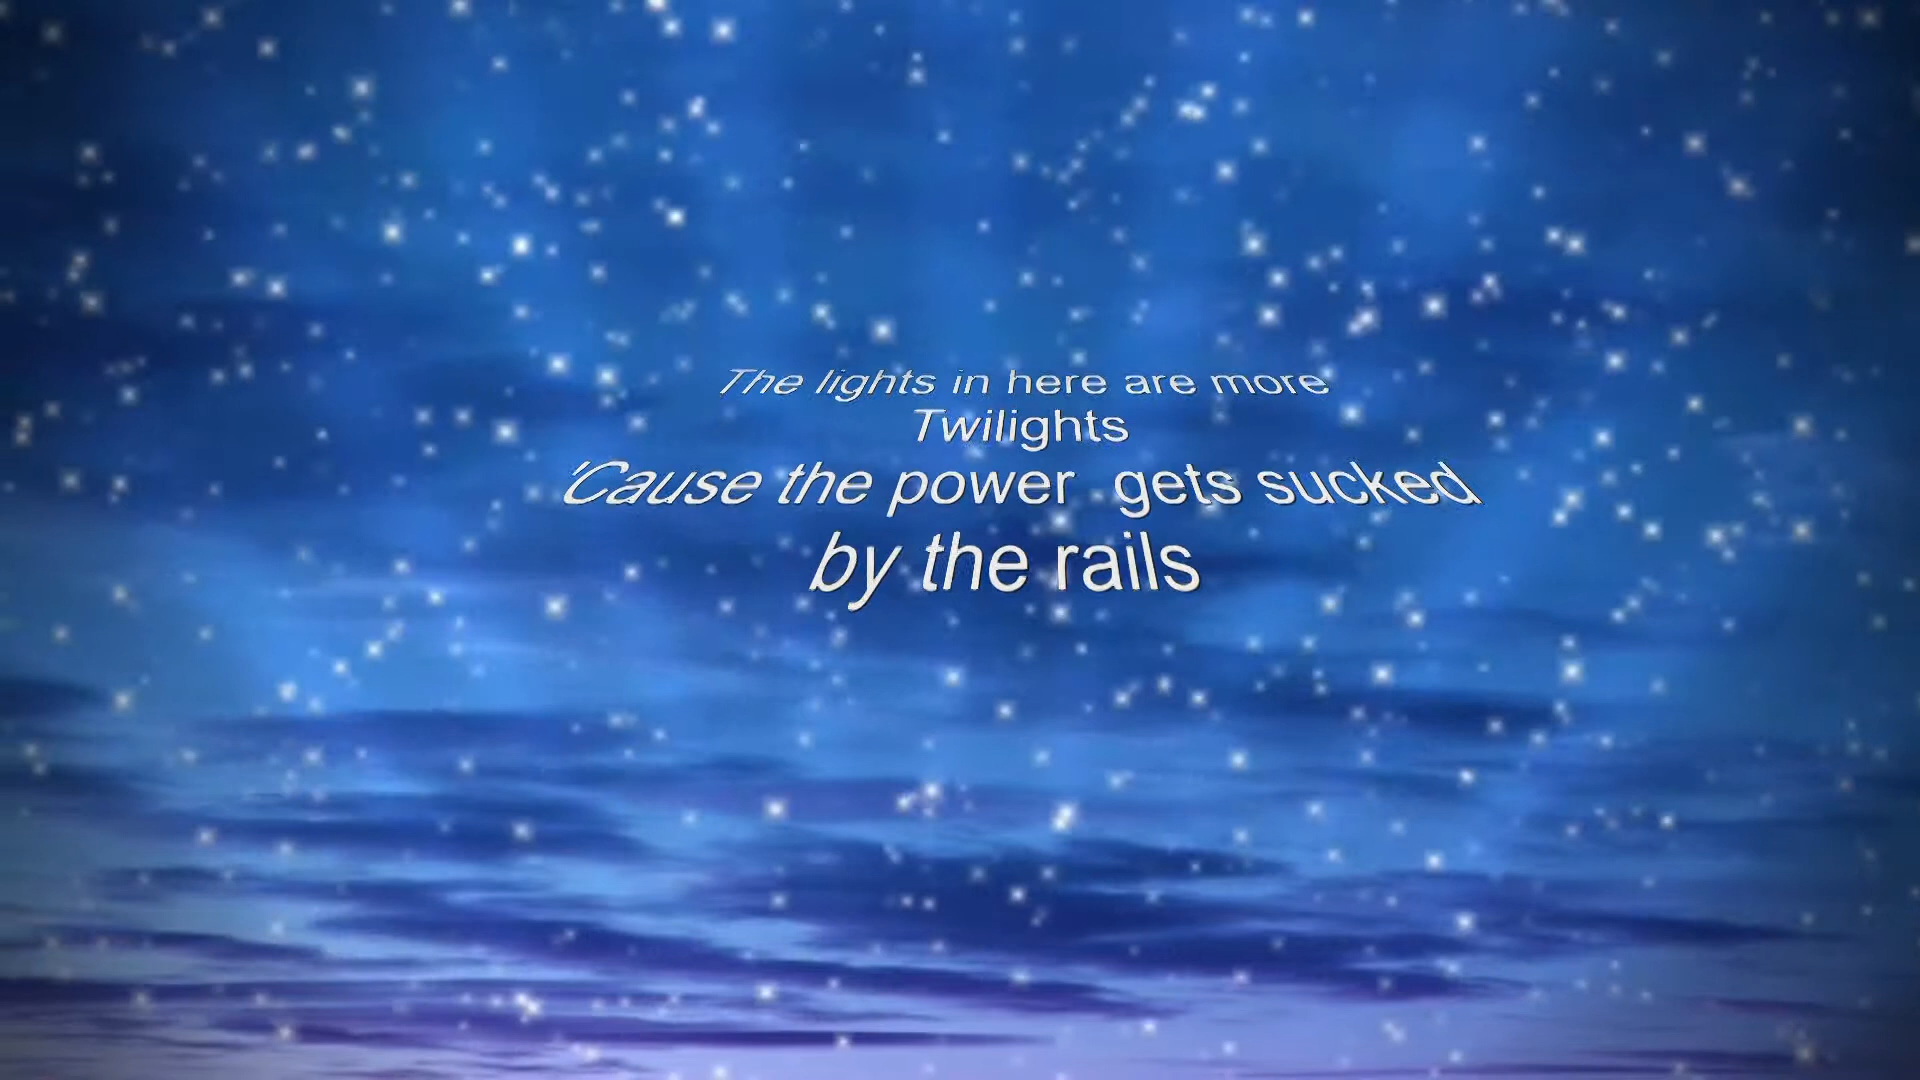 The lights in here are more
Twilights
'Cause the power gets sucked
by the rails